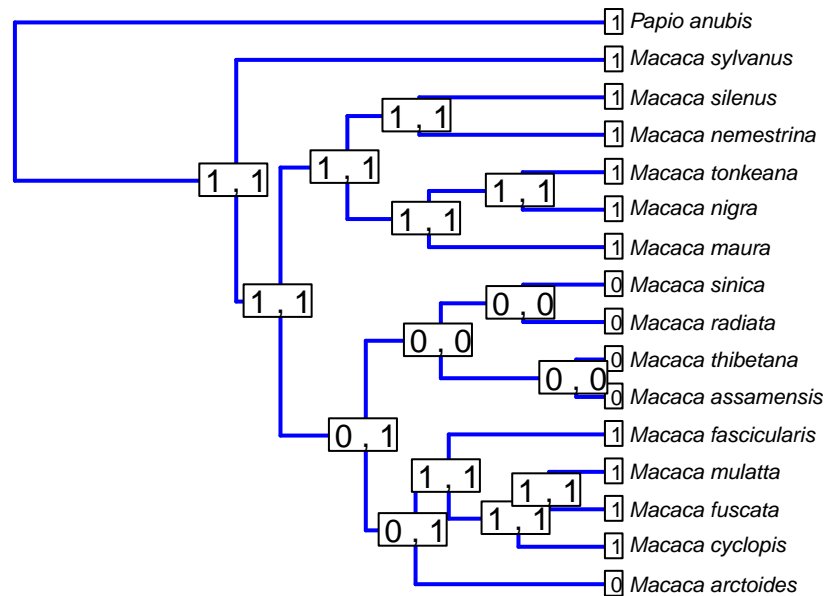 1 Papio anubis
1 Macaca sylvanus
1 Macaca silenus
1 , 1
1 Macaca nemestrina
1 , 1
1 Macaca tonkeana
1 , 1
1 , 1
1 Macaca nigra
1 , 1
1 Macaca maura
0 Macaca sinica
1 , 1
0 , 0
0 Macaca radiata
0 , 0
0 Macaca thibetana
0 , 0
0 Macaca assamensis
0 , 1
1 Macaca fascicularis
1 , 1
1 Macaca mulatta
1 , 1
1 Macaca fuscata
1 , 1
0 , 1
1 Macaca cyclopis
0 Macaca arctoides